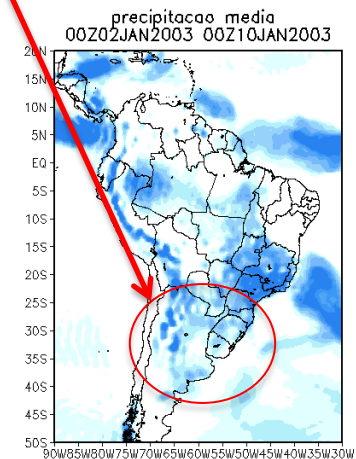 precipitacao media
00Z02JAN2003 00Z10JAN2003
20N
15N
10N
5N
EQ
5S
10S
15S
20S
25S
30S
35S
40S
45S
50S
90W85W80W75W70W65W60W55W50W45W40W35W30W